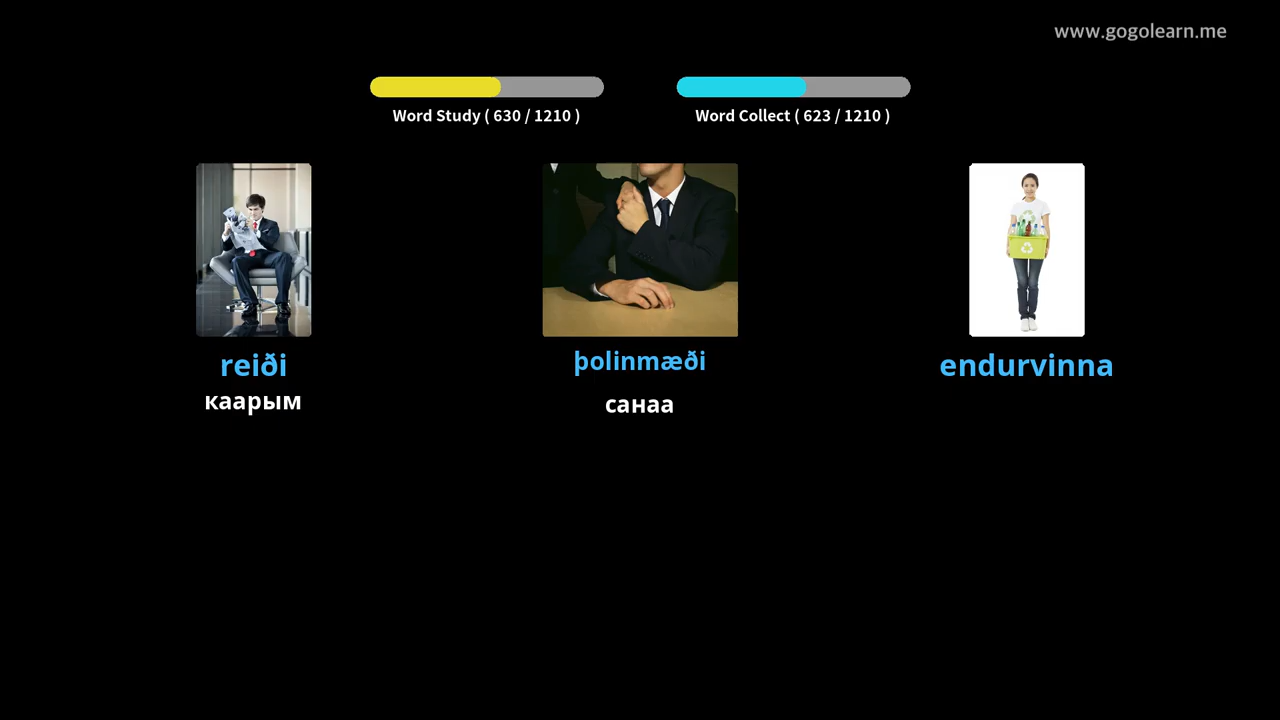 www.gogolearn.me
Word Study ( 630 / 1210 )
Word Collect ( 623 / 1210 )
reiði
þolinmæði
endurvinna
каарым
санаа